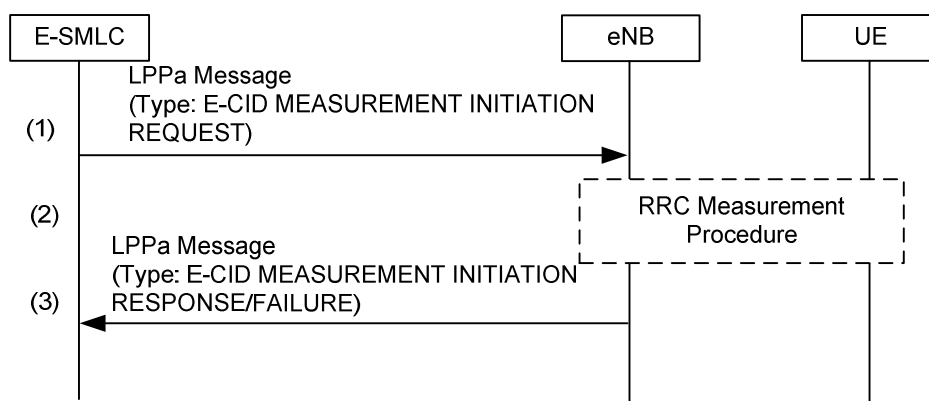 E-SMLC
eNB
UE
LPPa Message
(Type: E-CID MEASUREMENT INITIATION
REQUEST)
(1)
(2)
RRC Measurement
Procedure
LPPa Message
(Type: E-CID MEASUREMENT INITIATION
RESPONSE/FAILURE)
(3)